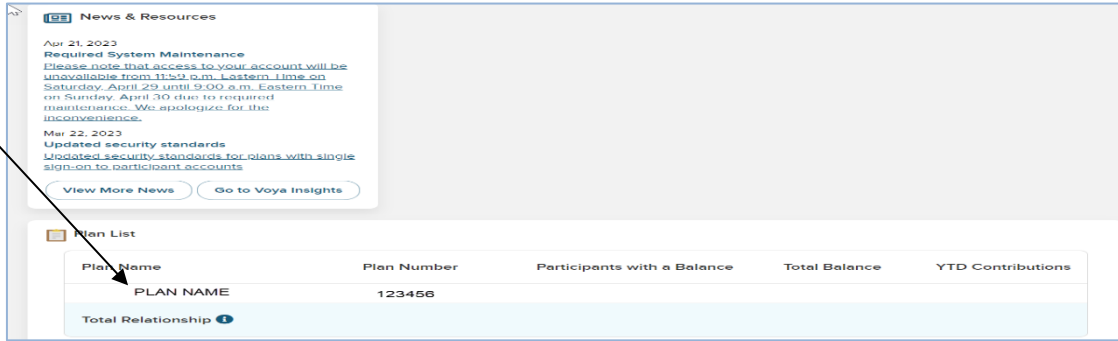 News & Resources
Apr 21, 2023
Required System Maintenance
Please note that access to your account will be
unavailable from 11:59 p.m. Eastern Time on
Saturday, April 29 until 9:00 a.m. Eastern Time
on Sunday, April 30 due to required
maintenance. We apologize for the
inconvenience.
Mar 22, 2023
Updated security standards
Updated security standards for plans with single
sign-on to participant accounts
View More News Go to Voya Insights
Plan List
Plan Name Plan Number Participants with a Balance Total Balance YTD Contributions
PLAN NAME 123456
Total Relationship